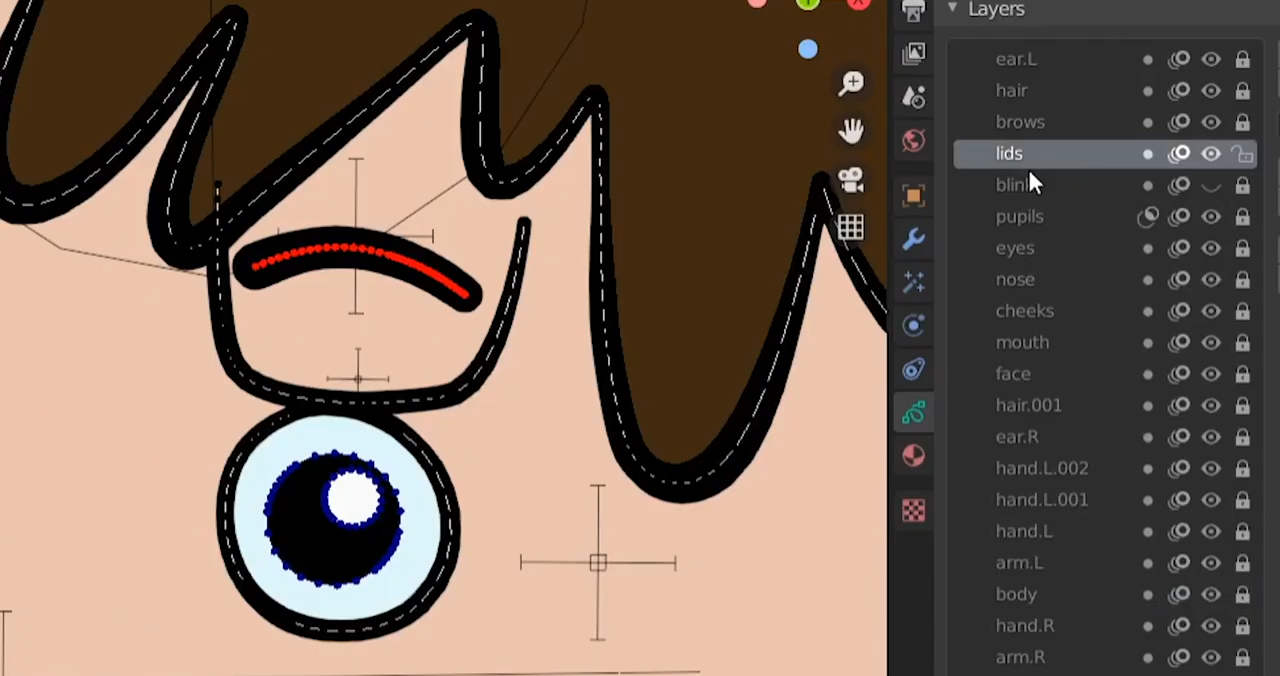 Layers
ear.L
hair
brows
lids
pupils
eyes
nose
cheeks
mouth
face
hair.001
ear.R
hand.L.002
hand.L.001
hand.L
arm.L
body
hand.R
arm.R